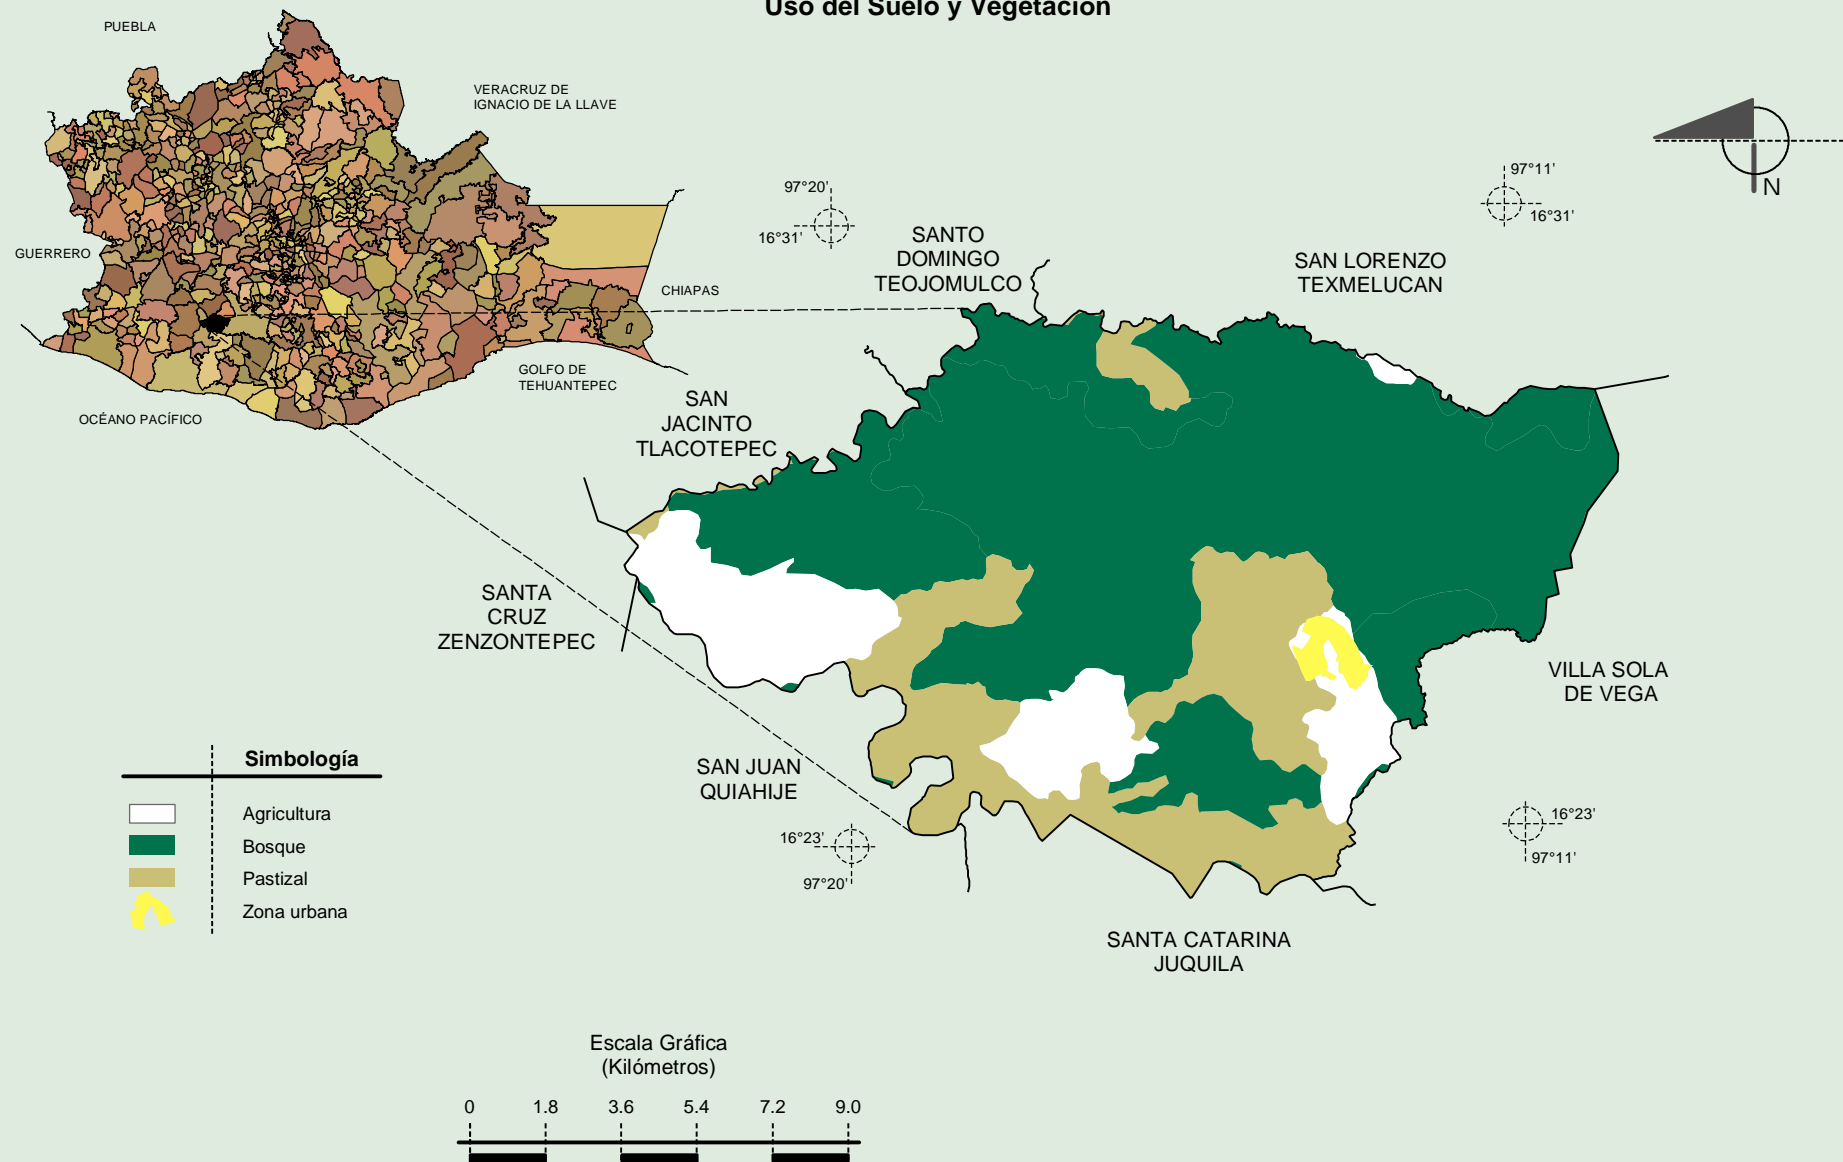 Uso del Suelo y Vegetación
PUEBLA
VERACRUZ DE
IGNACIO DE LA LLAVE
GUERRERO
CHIAPAS
GOLFO DE
TEHUANTEPEC
OCÉANO PACÍFICO
97°20'
16°31'
97°11'
16°31'
N
SANTO
DOMINGO
TEOJOMULCO
SAN LORENZO
TEXMELUCAN
SAN
JACINTO
TLACOTEPEC
SANTA
CRUZ
ZENZONTEPEC
VILLA SOLA
DE VEGA
SAN JUAN
QUIAHIJE
16°23'
97°20'
16°23'
97°11'
SANTA CATARINA
JUQUILA
Simbología
Agricultura
Bosque
Pastizal
Zona urbana
Escala Gráfica
(Kilómetros)
0 1.8 3.6 5.4 7.2 9.0